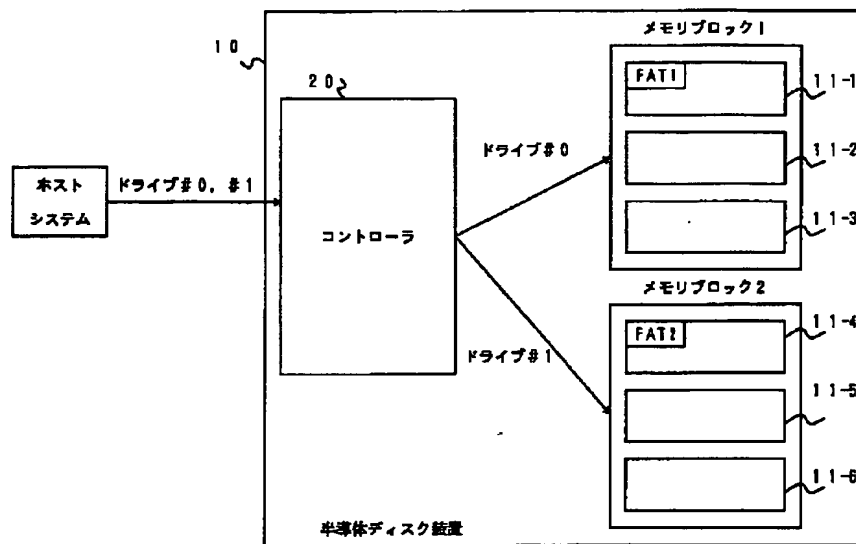 10
メモリブロック1
20
FAT1
11-1
ドライブ#0
11-2
ホスト
システム
ドライブ#0, #1
コントローラ
11-3
メモリブロック2
FAT2
11-4
ドライブ#1
11-5
11-6
半導体ディスク装置